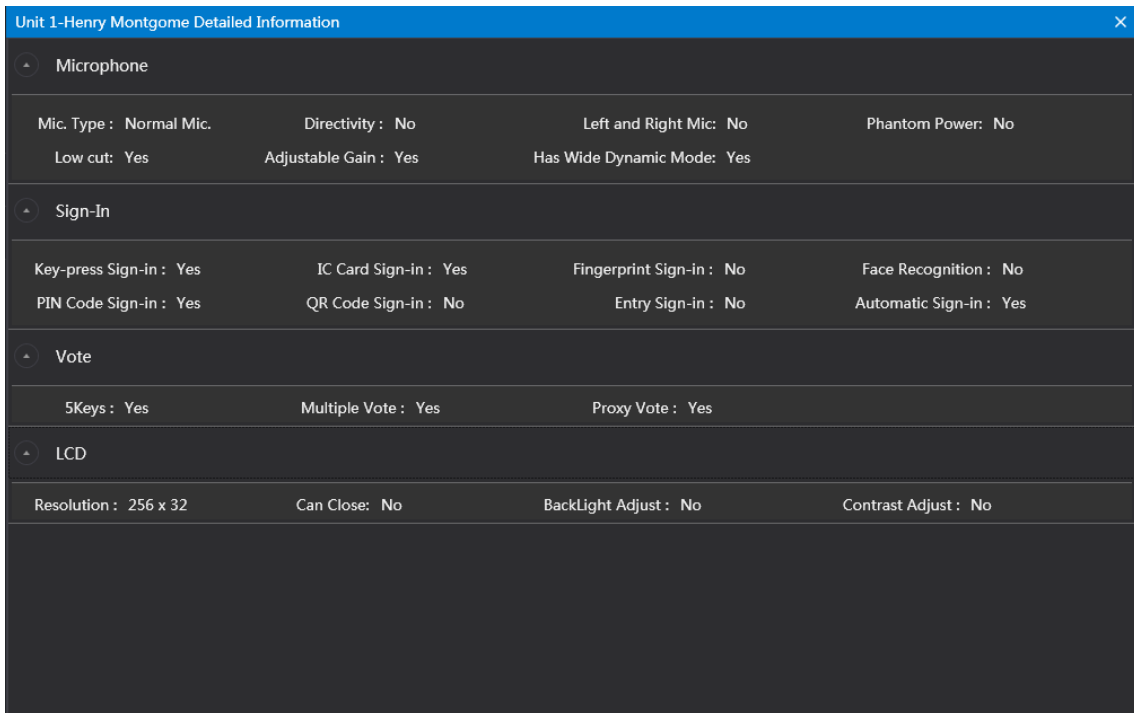 Unit 1-Henry Montgome Detailed Information
Microphone
Mic. Type : Normal Mic. Directivity : No Left and Right Mic: No Phantom Power: No
Low cut: Yes Adjustable Gain : Yes Has Wide Dynamic Mode: Yes
Sign-In
Key-press Sign-in : Yes IC Card Sign-in : Yes Fingerprint Sign-in : No Face Recognition : No
PIN Code Sign-in : Yes QR Code Sign-in : No Entry Sign-in : No Automatic Sign-in : Yes
Vote
5Keys : Yes Multiple Vote : Yes Proxy Vote : Yes
LCD
Resolution : 256 x 32 Can Close: No BackLight Adjust : No Contrast Adjust : No